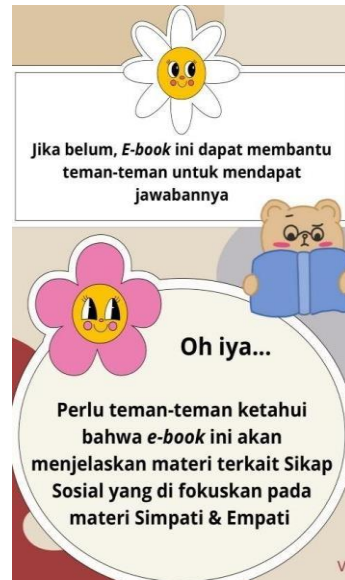 Jika belum, E-book ini dapat membantu
teman-teman untuk mendapat
jawabannya
Oh iya...
Perlu teman-teman ketahui
bahwa e-book ini akan
menjelaskan materi terkait Sikap
Sosial yang di fokuskan pada
materi Simpati & Empati
V